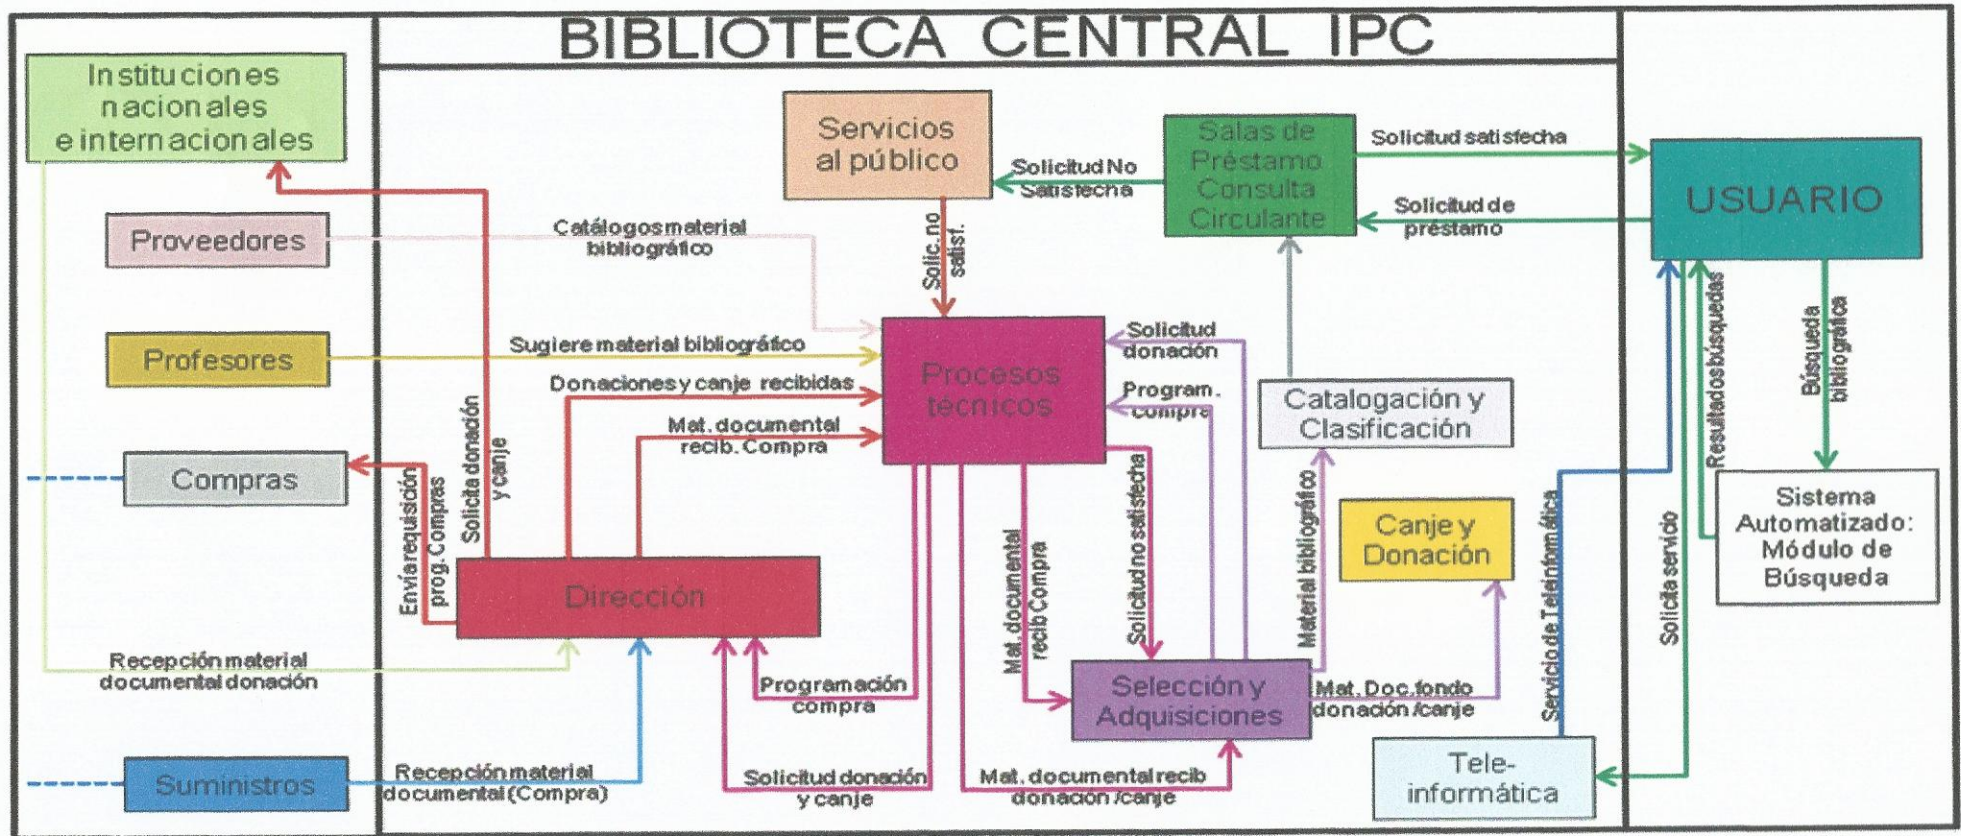 BIBLIOTECA CENTRAL IPC
Instituciones
nacionales
e internacionales
Proveedores
Profesores
Compras
Suministros
Servicios
al público
Salas de
Préstamo
Consulta
Circulante
USUARIO
Solicitud satisfecha
Solicitud de
préstamo
Solicitud No
Satisfecha
Solic. no
satisf.
Catálogos material
bibliográfico
Sugiere material bibliográfico
Donaciones y canje recibidas
Mat. documental
recib. Compra
Procesos
técnicos
Solicitud
donación
Program.
compra
Catalogación y
Clasificación
Canje y
Donación
Sistema
Automatizado:
Módulo de
Búsqueda
Resultados búsquedas
Búsqueda
bibliográfica
Solicita servicio
Servicio de Teleinformática
Material bibliográfico
Solicitud no satisfecha
Mat. documental
recib Compra
Solicita donación
y canje
Envía requisición
prog. Compras
Dirección
Recepción material
documental donación
Programación
compra
Selección y
Adquisiciones
Mat. Doc. fondo
donación /canje
Recepción material
documental (Compra)
Solicitud donación
y canje
Mat. documental recib
donación /canje
Tele-
informática